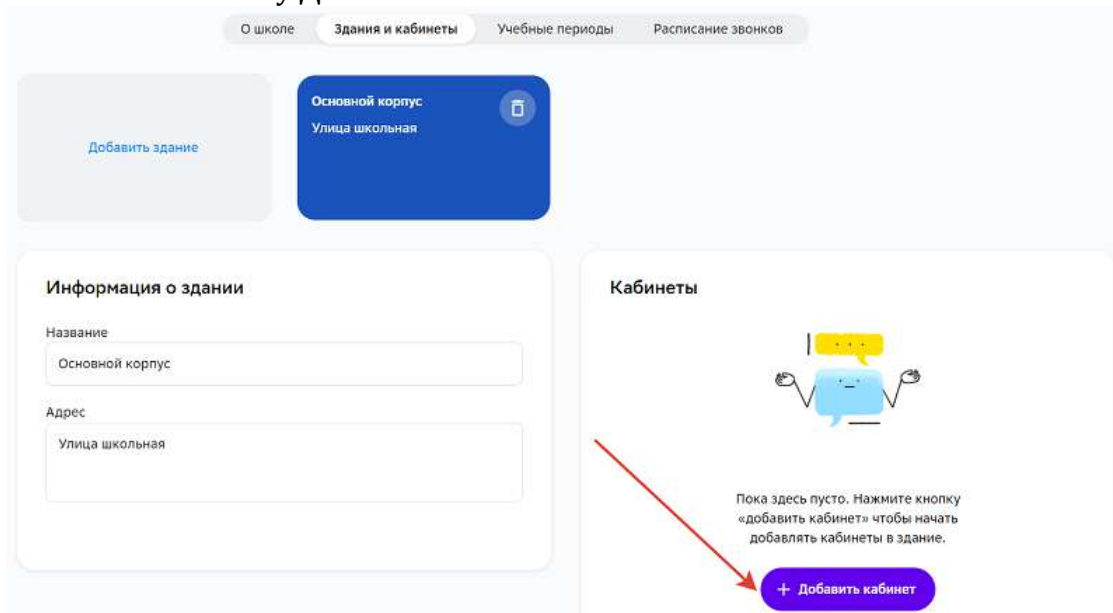 О школе
Здания и кабинеты
Учебные периоды
Расписание звонков
Добавить здание
Основной корпус
Улица школьная
Информация о здании
Название
Основной корпус
Адрес
Улица школьная
Кабинеты
Пока здесь пусто. Нажмите кнопку
«добавить кабинет» чтобы начать
добавлять кабинеты в здание.
+ Добавить кабинет